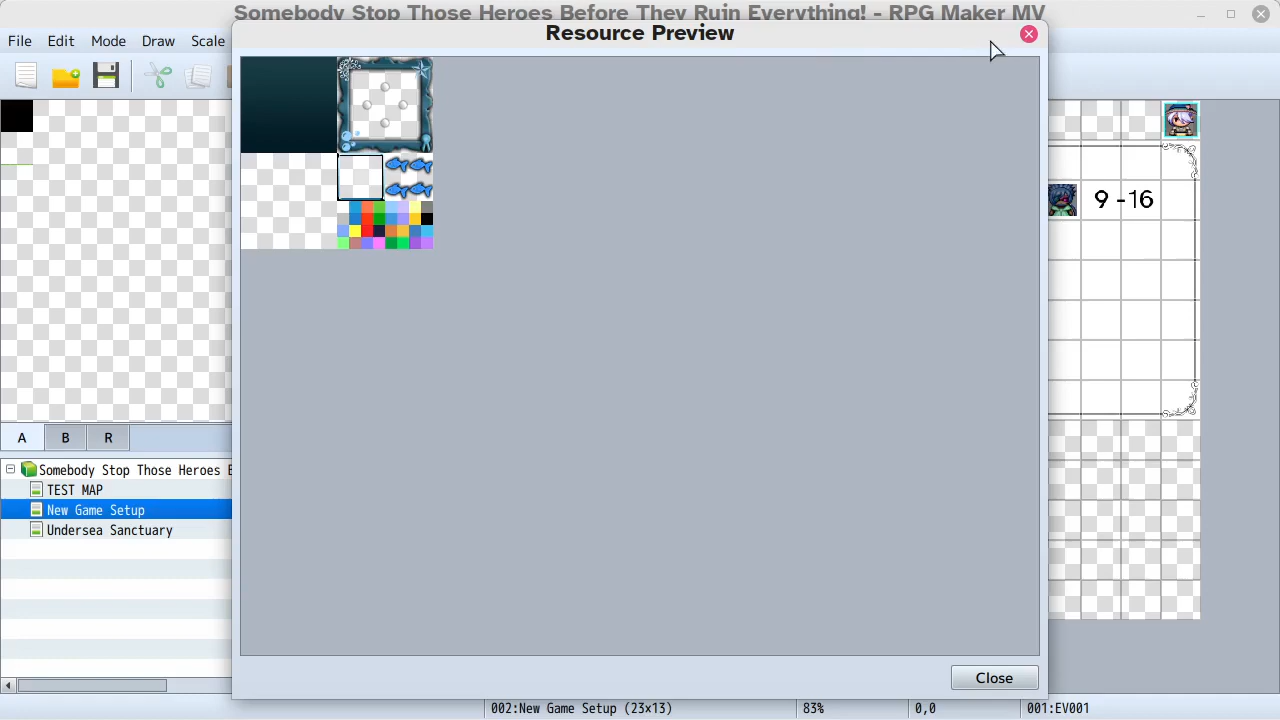 Somebody Stop Those Heroes Before They Ruin Everything! - RPG Maker MV
Resource Preview
File Edit Mode Draw Scale
9 -16
A B R
Somebody Stop Those Heroes
TEST MAP
New Game Setup
Undersea Sanctuary
Close
002:New Game Setup (23x13) 83% 0,0 001:EV001